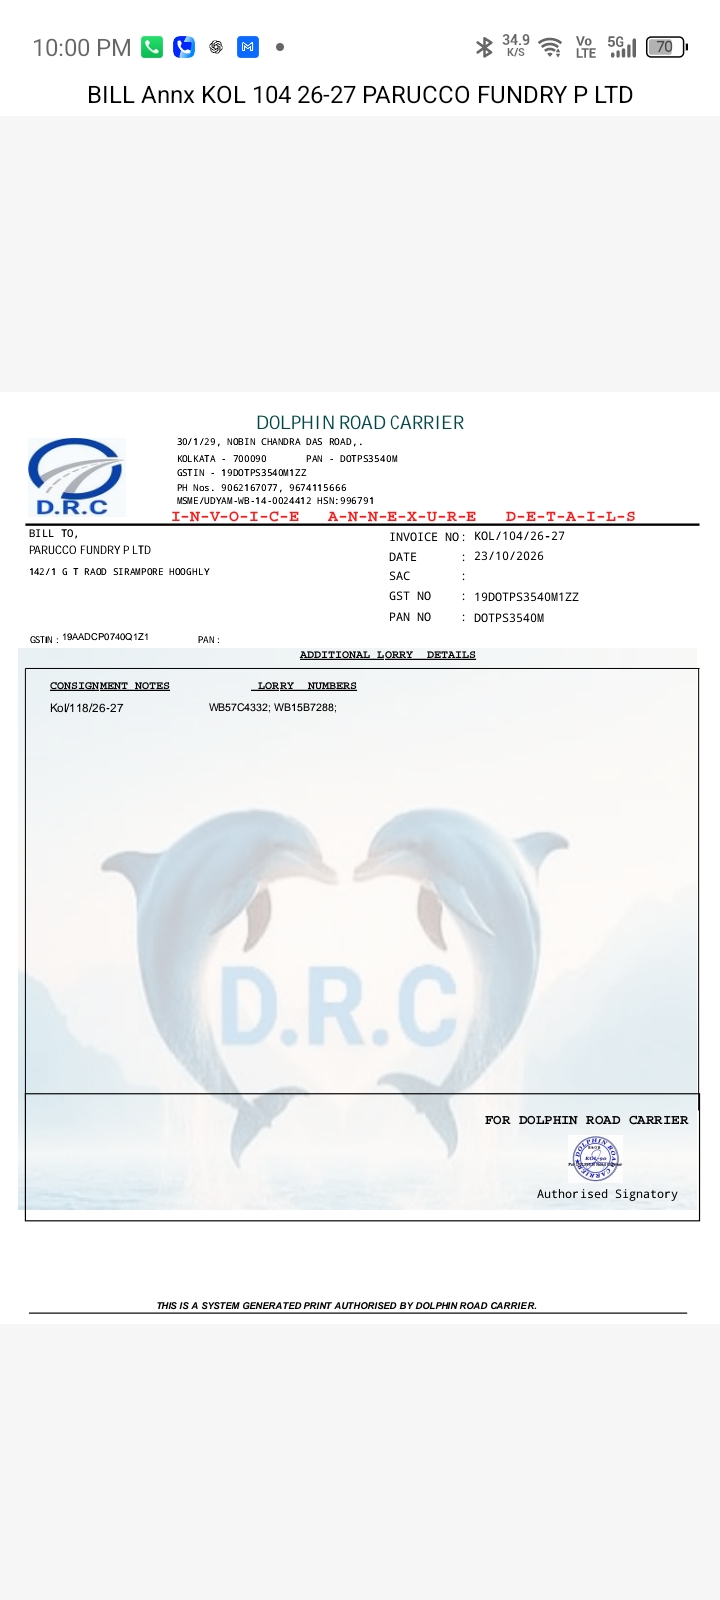 10:00 PM
34.9 K/S
Vo LTE
5G
70
BILL Annx KOL 104 26-27 PARUCCO FUNDRY P LTD
DOLPHIN ROAD CARRIER
30/1/29, NOBIN CHANDRA DAS ROAD,.
KOLKATA - 700090 PAN - DOTPS3540M
GSTIN - 19DOTPS3540M1ZZ
PH Nos. 9062167077, 9674115666
MSME/UDYAM-WB-14-0024412 HSN:996791
D.R.C
I-N-V-O-I-C-E A-N-N-E-X-U-R-E D-E-T-A-I-L-S
BILL TO,
PARUCCO FUNDRY P LTD
142/1 G T RAOD SIRAMPORE HOOGHLY
INVOICE NO: KOL/104/26-27
DATE : 23/10/2026
SAC :
GST NO : 19DOTPS3540M1ZZ
PAN NO : DOTPS3540M
GSTIN : 19AADCP0740Q1Z1 PAN :
ADDITIONAL LORRY DETAILS
CONSIGNMENT NOTES LORRY NUMBERS
Kol/118/26-27 WB57C4332; WB15B7288;
D.R.C
FOR DOLPHIN ROAD CARRIER
Authorised Signatory
THIS IS A SYSTEM GENERATED PRINT AUTHORISED BY DOLPHIN ROAD CARRIER.